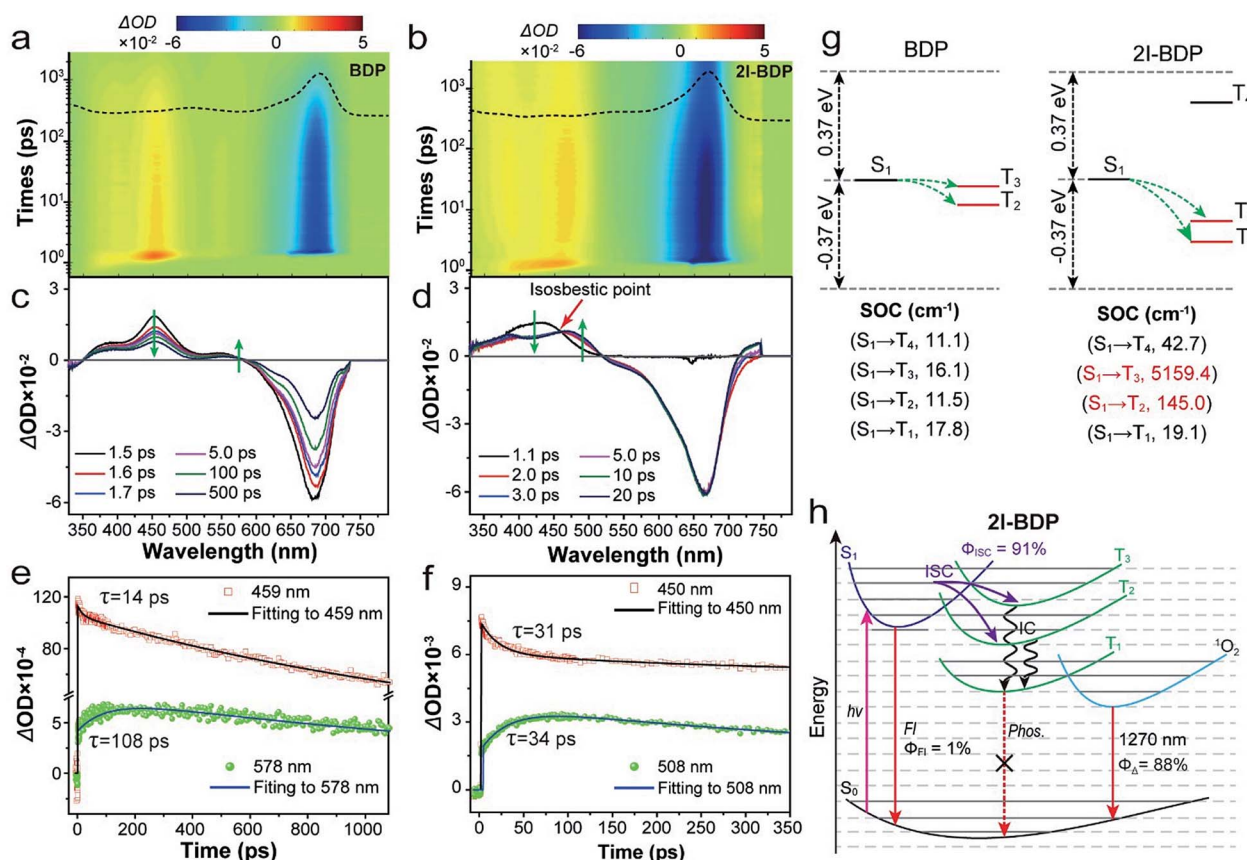 a
ΔOD
×10⁻²
-6
0
5
BDP
10³
10²
10¹
10⁰
Times (ps)
b
ΔOD
×10⁻²
-6
0
5
2I-BDP
10³
10²
10¹
10⁰
Times (ps)
c
3
0
-3
-6
ΔOD×10⁻²
1.5 ps
1.6 ps
1.7 ps
5.0 ps
100 ps
500 ps
350 400 450 500 550 600 650 700 750
Wavelength (nm)
d
Isosbestic point
3
0
-3
-6
ΔOD×10⁻²
1.1 ps
2.0 ps
3.0 ps
5.0 ps
10 ps
20 ps
350 400 450 500 550 600 650 700 750
Wavelength (nm)
e
120
80
5
0
ΔOD×10⁻⁴
τ=14 ps
459 nm
Fitting to 459 nm
τ=108 ps
578 nm
Fiting to 578 nm
0 200 400 600 800 1000
Time (ps)
f
9
6
3
0
ΔOD×10⁻³
τ=31 ps
450 nm
Fitting to 450 nm
τ=34 ps
508 nm
Fitting to 508 nm
0 50 100 150 200 250 300 350
Time (ps)
g
BDP
0.37 eV
-0.37 eV
S₁
T₃
T₂
SOC (cm⁻¹)
(S₁→T₄, 11.1)
(S₁→T₃, 16.1)
(S₁→T₂, 11.5)
(S₁→T₁, 17.8)
2I-BDP
0.37 eV
-0.37 eV
S₁
SOC (cm⁻¹)
(S₁→T₄, 42.7)
(S₁→T₃, 5159.4)
(S₁→T₂, 145.0)
(S₁→T₁, 19.1)
h
2I-BDP
Energy
S₁
Φ_ISC = 91%
ISC
T₃
T₂
IC
T₁
¹O₂
hν
Fl
Φ_Fl = 1%
Phos.
1270 nm
Φ_Δ = 88%
S₀